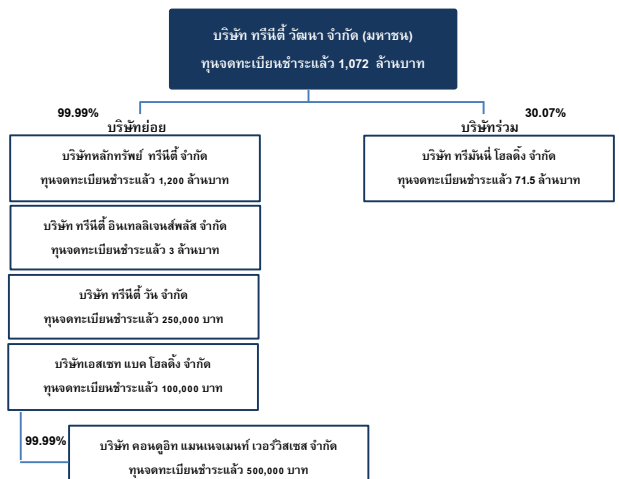 บริษัท ทรีนีตี้ วัฒนา จำกัด (มหาชน)
ทุนจดทะเบียนชำระแล้ว 1,072 ล้านบาท
99.99%
บริษัทย่อย
30.07%
บริษัทร่วม
บริษัทหลักทรัพย์ ทรีนีตี้ จำกัด
ทุนจดทะเบียนชำระแล้ว 1,200 ล้านบาท
บริษัท ทรีมันนี่ โฮลดิ้ง จำกัด
ทุนจดทะเบียนชำระแล้ว 71.5 ล้านบาท
บริษัท ทรีนีตี้ อินเทลลิเจนส์พลัส จำกัด
ทุนจดทะเบียนชำระแล้ว 3 ล้านบาท
บริษัท ทรีนีตี้ วัน จำกัด
ทุนจดทะเบียนชำระแล้ว 250,000 บาท
บริษัทเอสเซท แบค โฮลดิ้ง จำกัด
ทุนจดทะเบียนชำระแล้ว 100,000 บาท
99.99%
บริษัท คอนดูอิท แมนเนจเมนท์ เวอร์วิสเซส จำกัด
ทุนจดทะเบียนชำระแล้ว 500,000 บาท